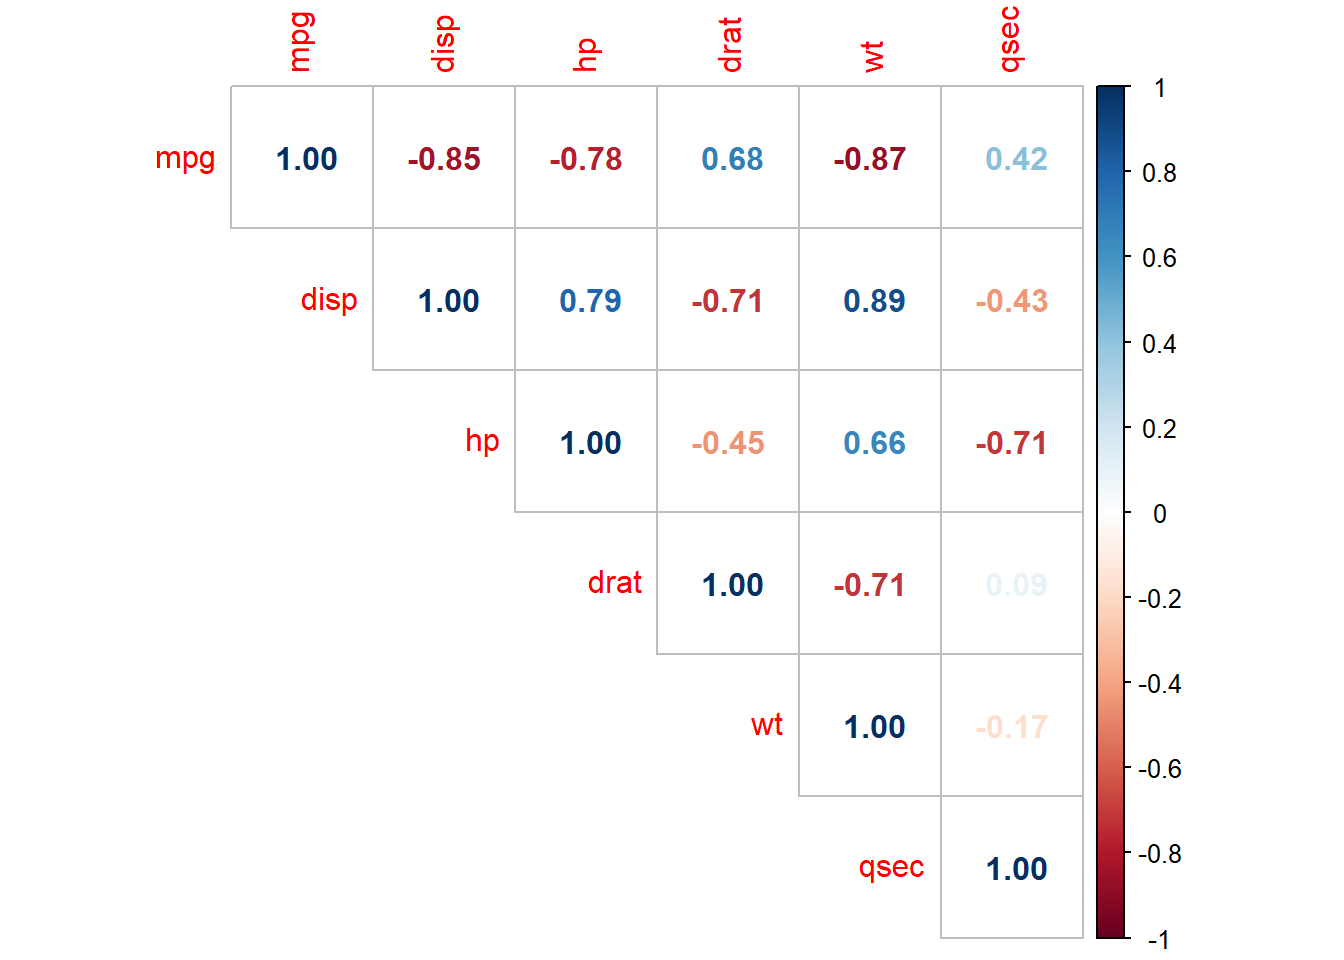 mpg disp hp drat wt qsec
mpg 1.00 -0.85 -0.78 0.68 -0.87 0.42
disp 1.00 0.79 -0.71 0.89 -0.43
hp 1.00 -0.45 0.66 -0.71
drat 1.00 -0.71 0.09
wt 1.00 -0.17
qsec 1.00
1
0.8
0.6
0.4
0.2
0
-0.2
-0.4
-0.6
-0.8
-1